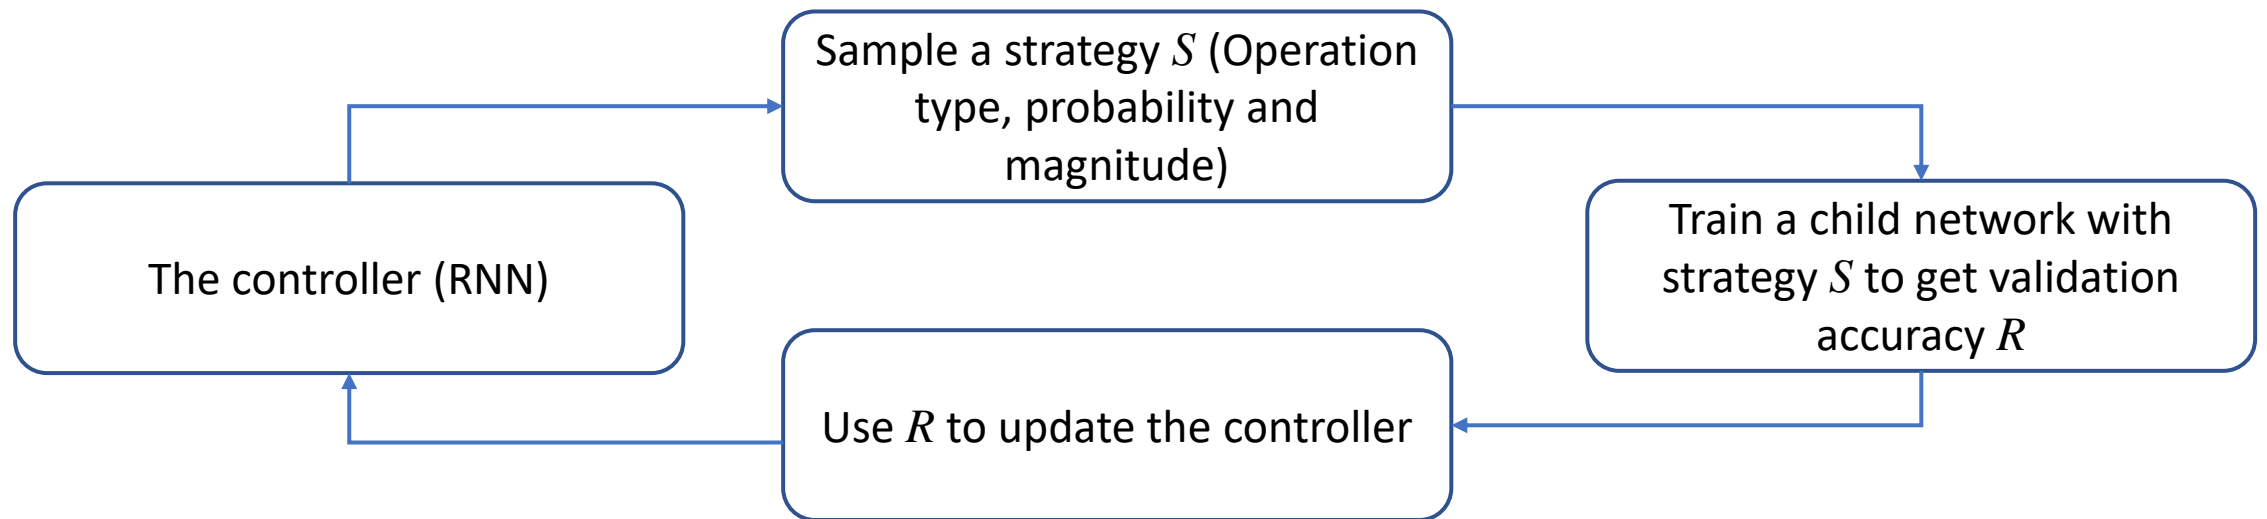 Sample a strategy S (Operation
type, probability and
magnitude)
The controller (RNN)
Train a child network with
strategy S to get validation
accuracy R
Use R to update the controller